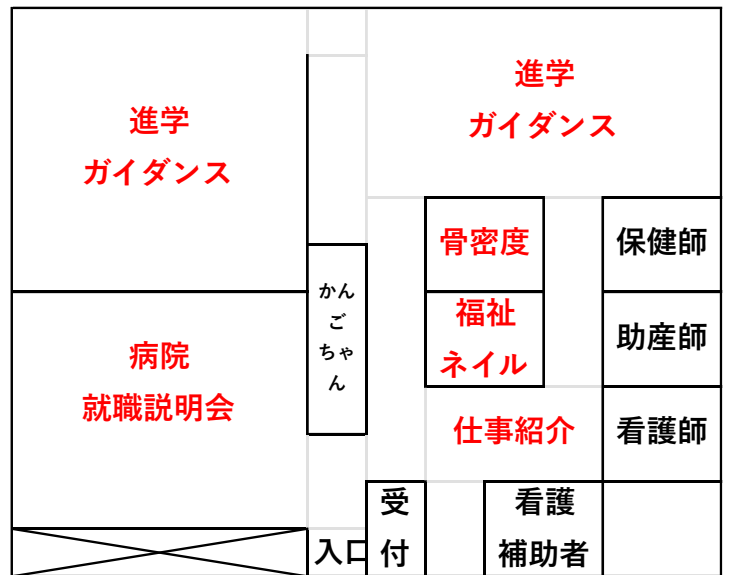 進学
ガイダンス
進学
ガイダンス
骨密度
保健師
かん
ご
ちゃ
ん
福祉
ネイル
助産師
病院
就職説明会
仕事紹介
看護師
受
付
看護
補助者
入口